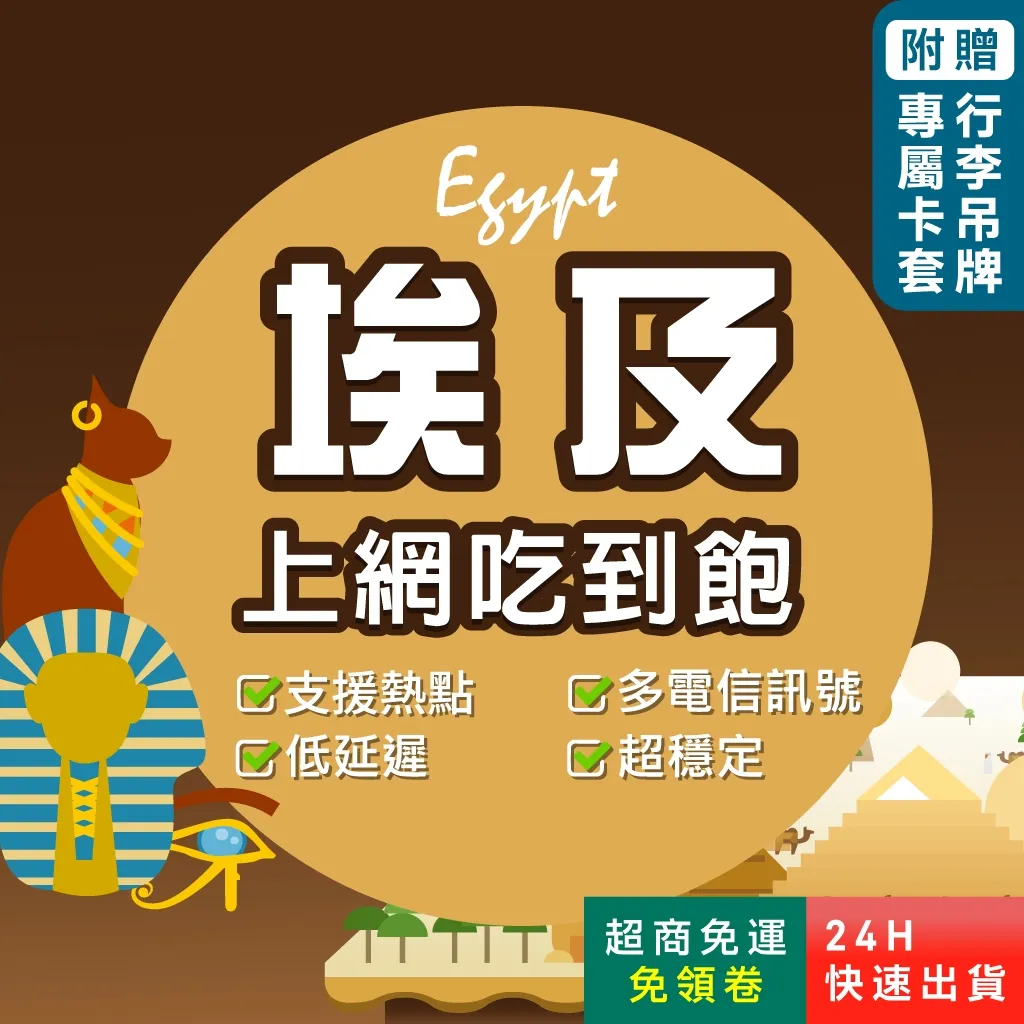 附贈
行李吊牌
專屬卡套
Egypt
埃及
上網吃到飽
支援熱點
多電信訊號
低延遲
超穩定
超商免運
免領卷
24H
快速出貨